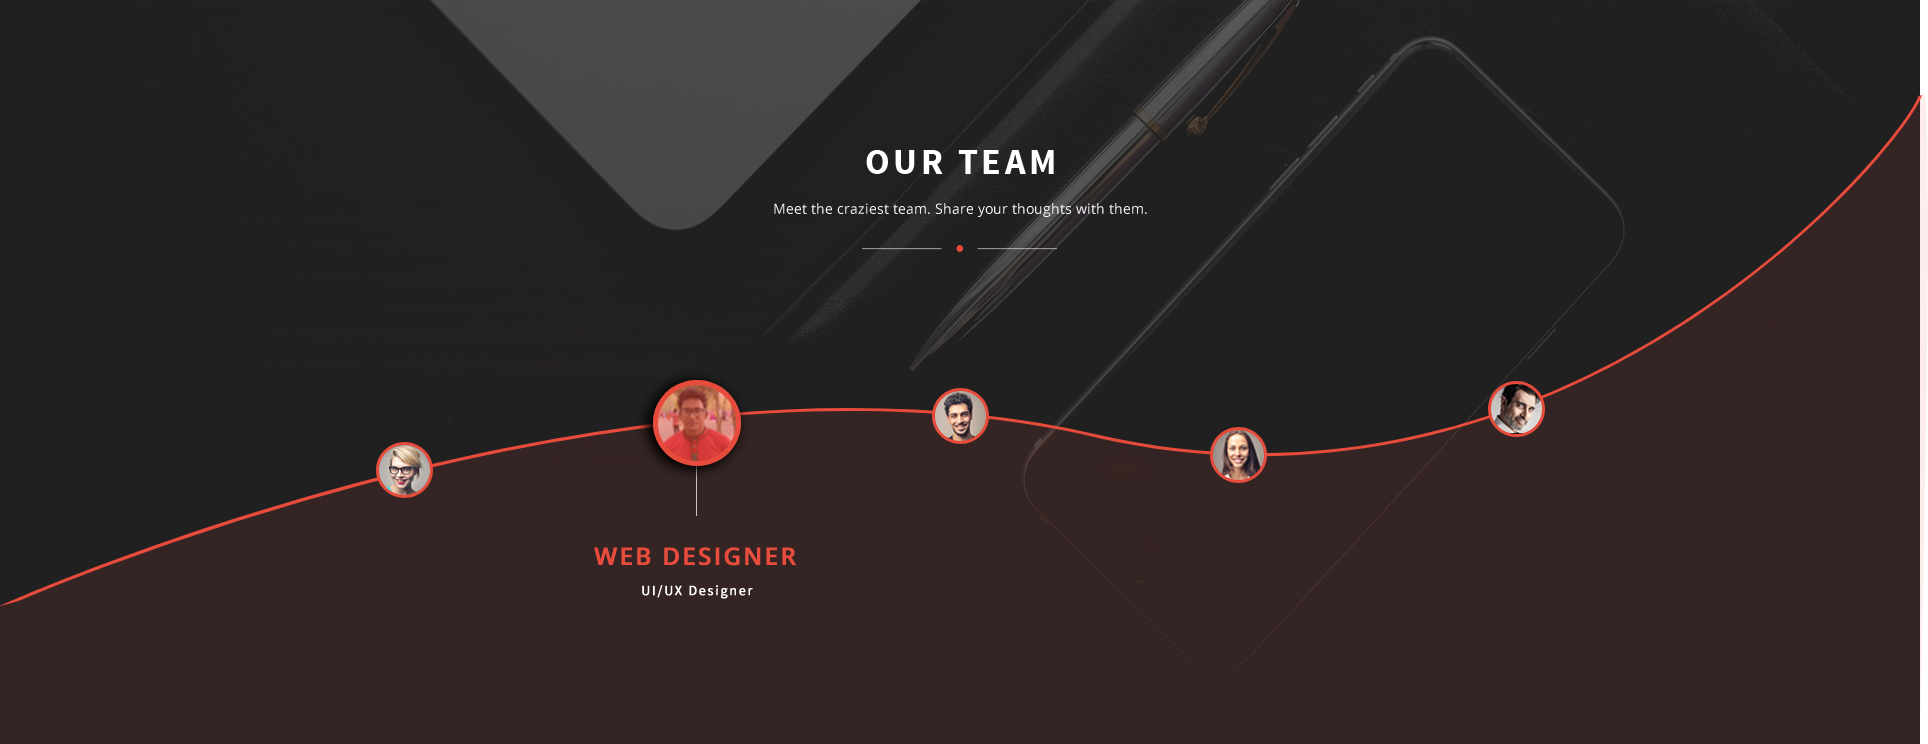 OUR TEAM
Meet the craziest team. Share your thoughts with them.
WEB DESIGNER
UI/UX Designer